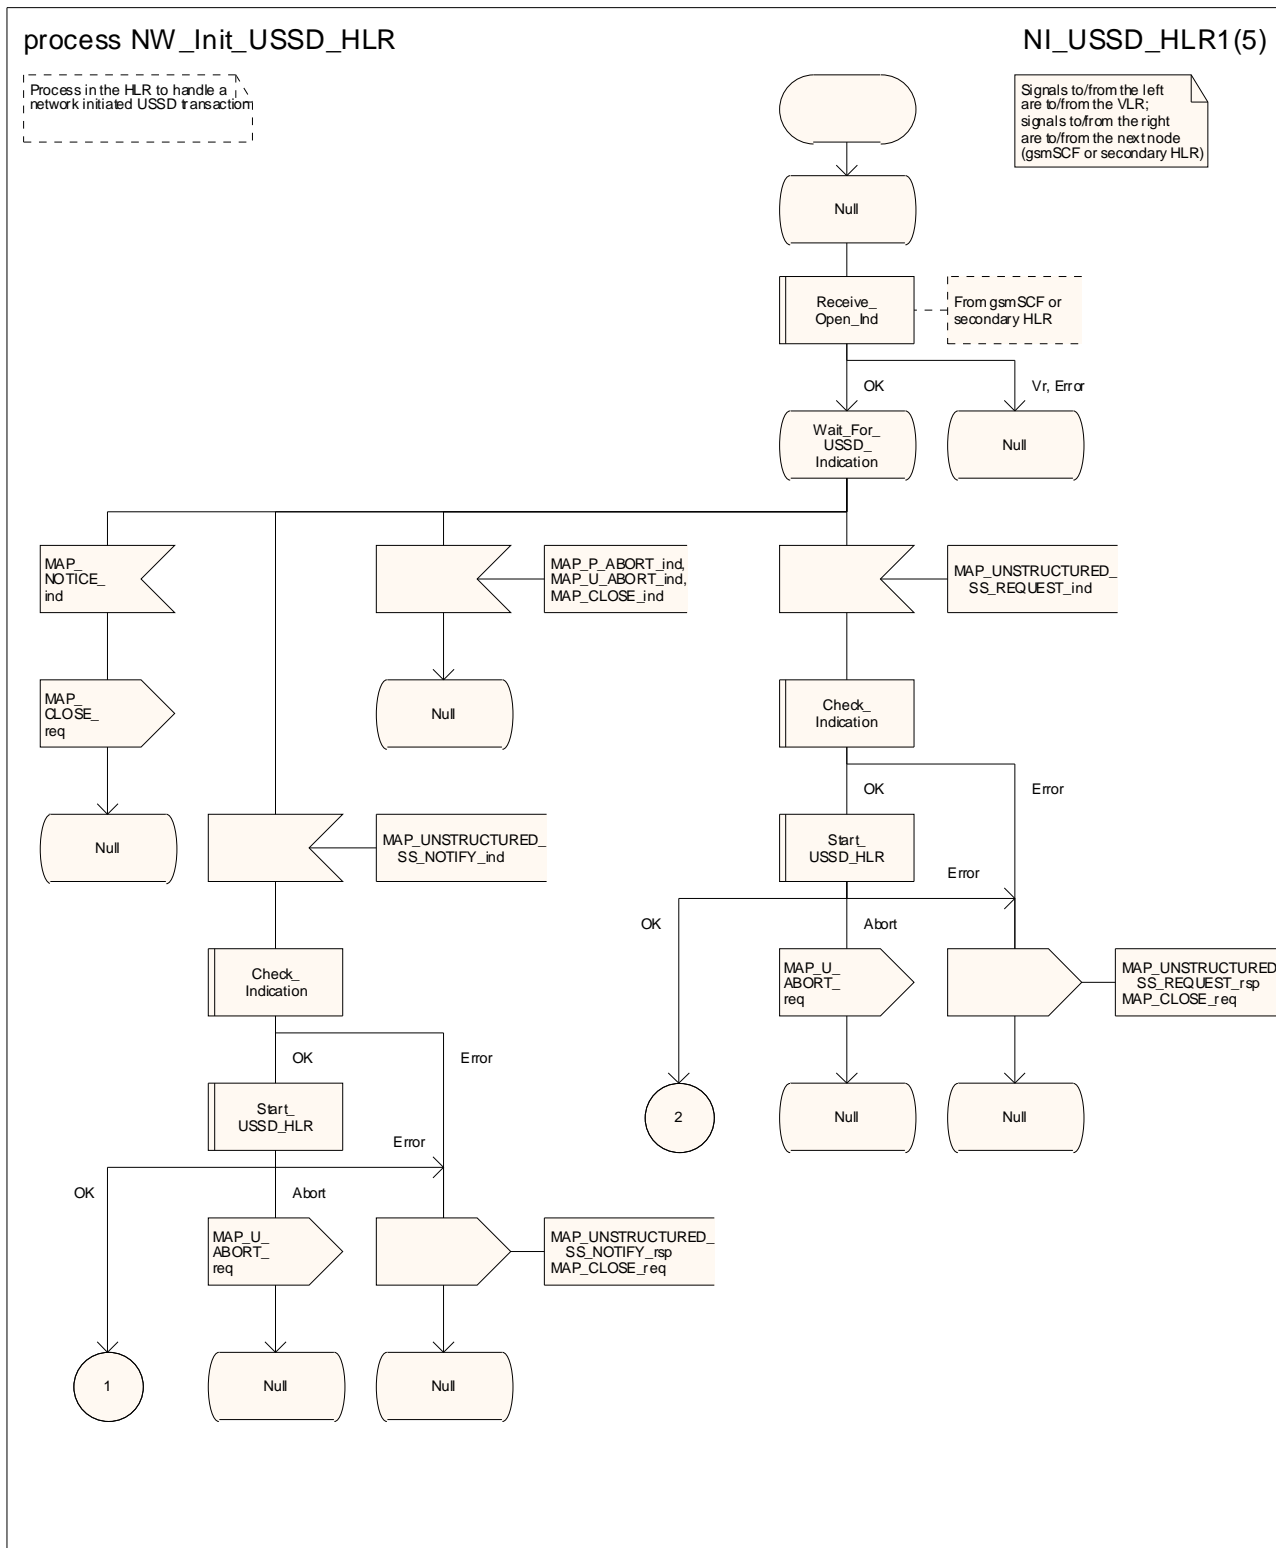 process NW_Init_USSD_HLR
NI_USSD_HLR1(5)
Process in the HLR to handle a
network initiated USSD transaction
Signals to/from the left
are to/from the VLR;
signals to/from the right
are to/from the next node
(gsmSCF or secondary HLR)
Null
Receive_
Open_Ind
From gsmSCF or
secondary HLR
OK
Vr, Error
Wait_For_
USSD_
Indication
Null
MAP_
NOTICE_
ind
MAP_P_ABORT_ind,
MAP_U_ABORT_ind,
MAP_CLOSE_ind
MAP_UNSTRUCTURED_
SS_REQUEST_ind
MAP_
CLOSE_
req
Null
Check_
Indication
OK
Error
Null
MAP_UNSTRUCTURED_
SS_NOTIFY_ind
Start_
USSD_HLR
Error
OK
Abort
Check_
Indication
MAP_U_
ABORT_
req
MAP_UNSTRUCTURED
SS_REQUEST_rsp
MAP_CLOSE_req
OK
Error
Start_
USSD_HLR
2
Null
Null
Error
OK
Abort
MAP_U_
ABORT_
req
MAP_UNSTRUCTURED_
SS_NOTIFY_rsp
MAP_CLOSE_req
1
Null
Null